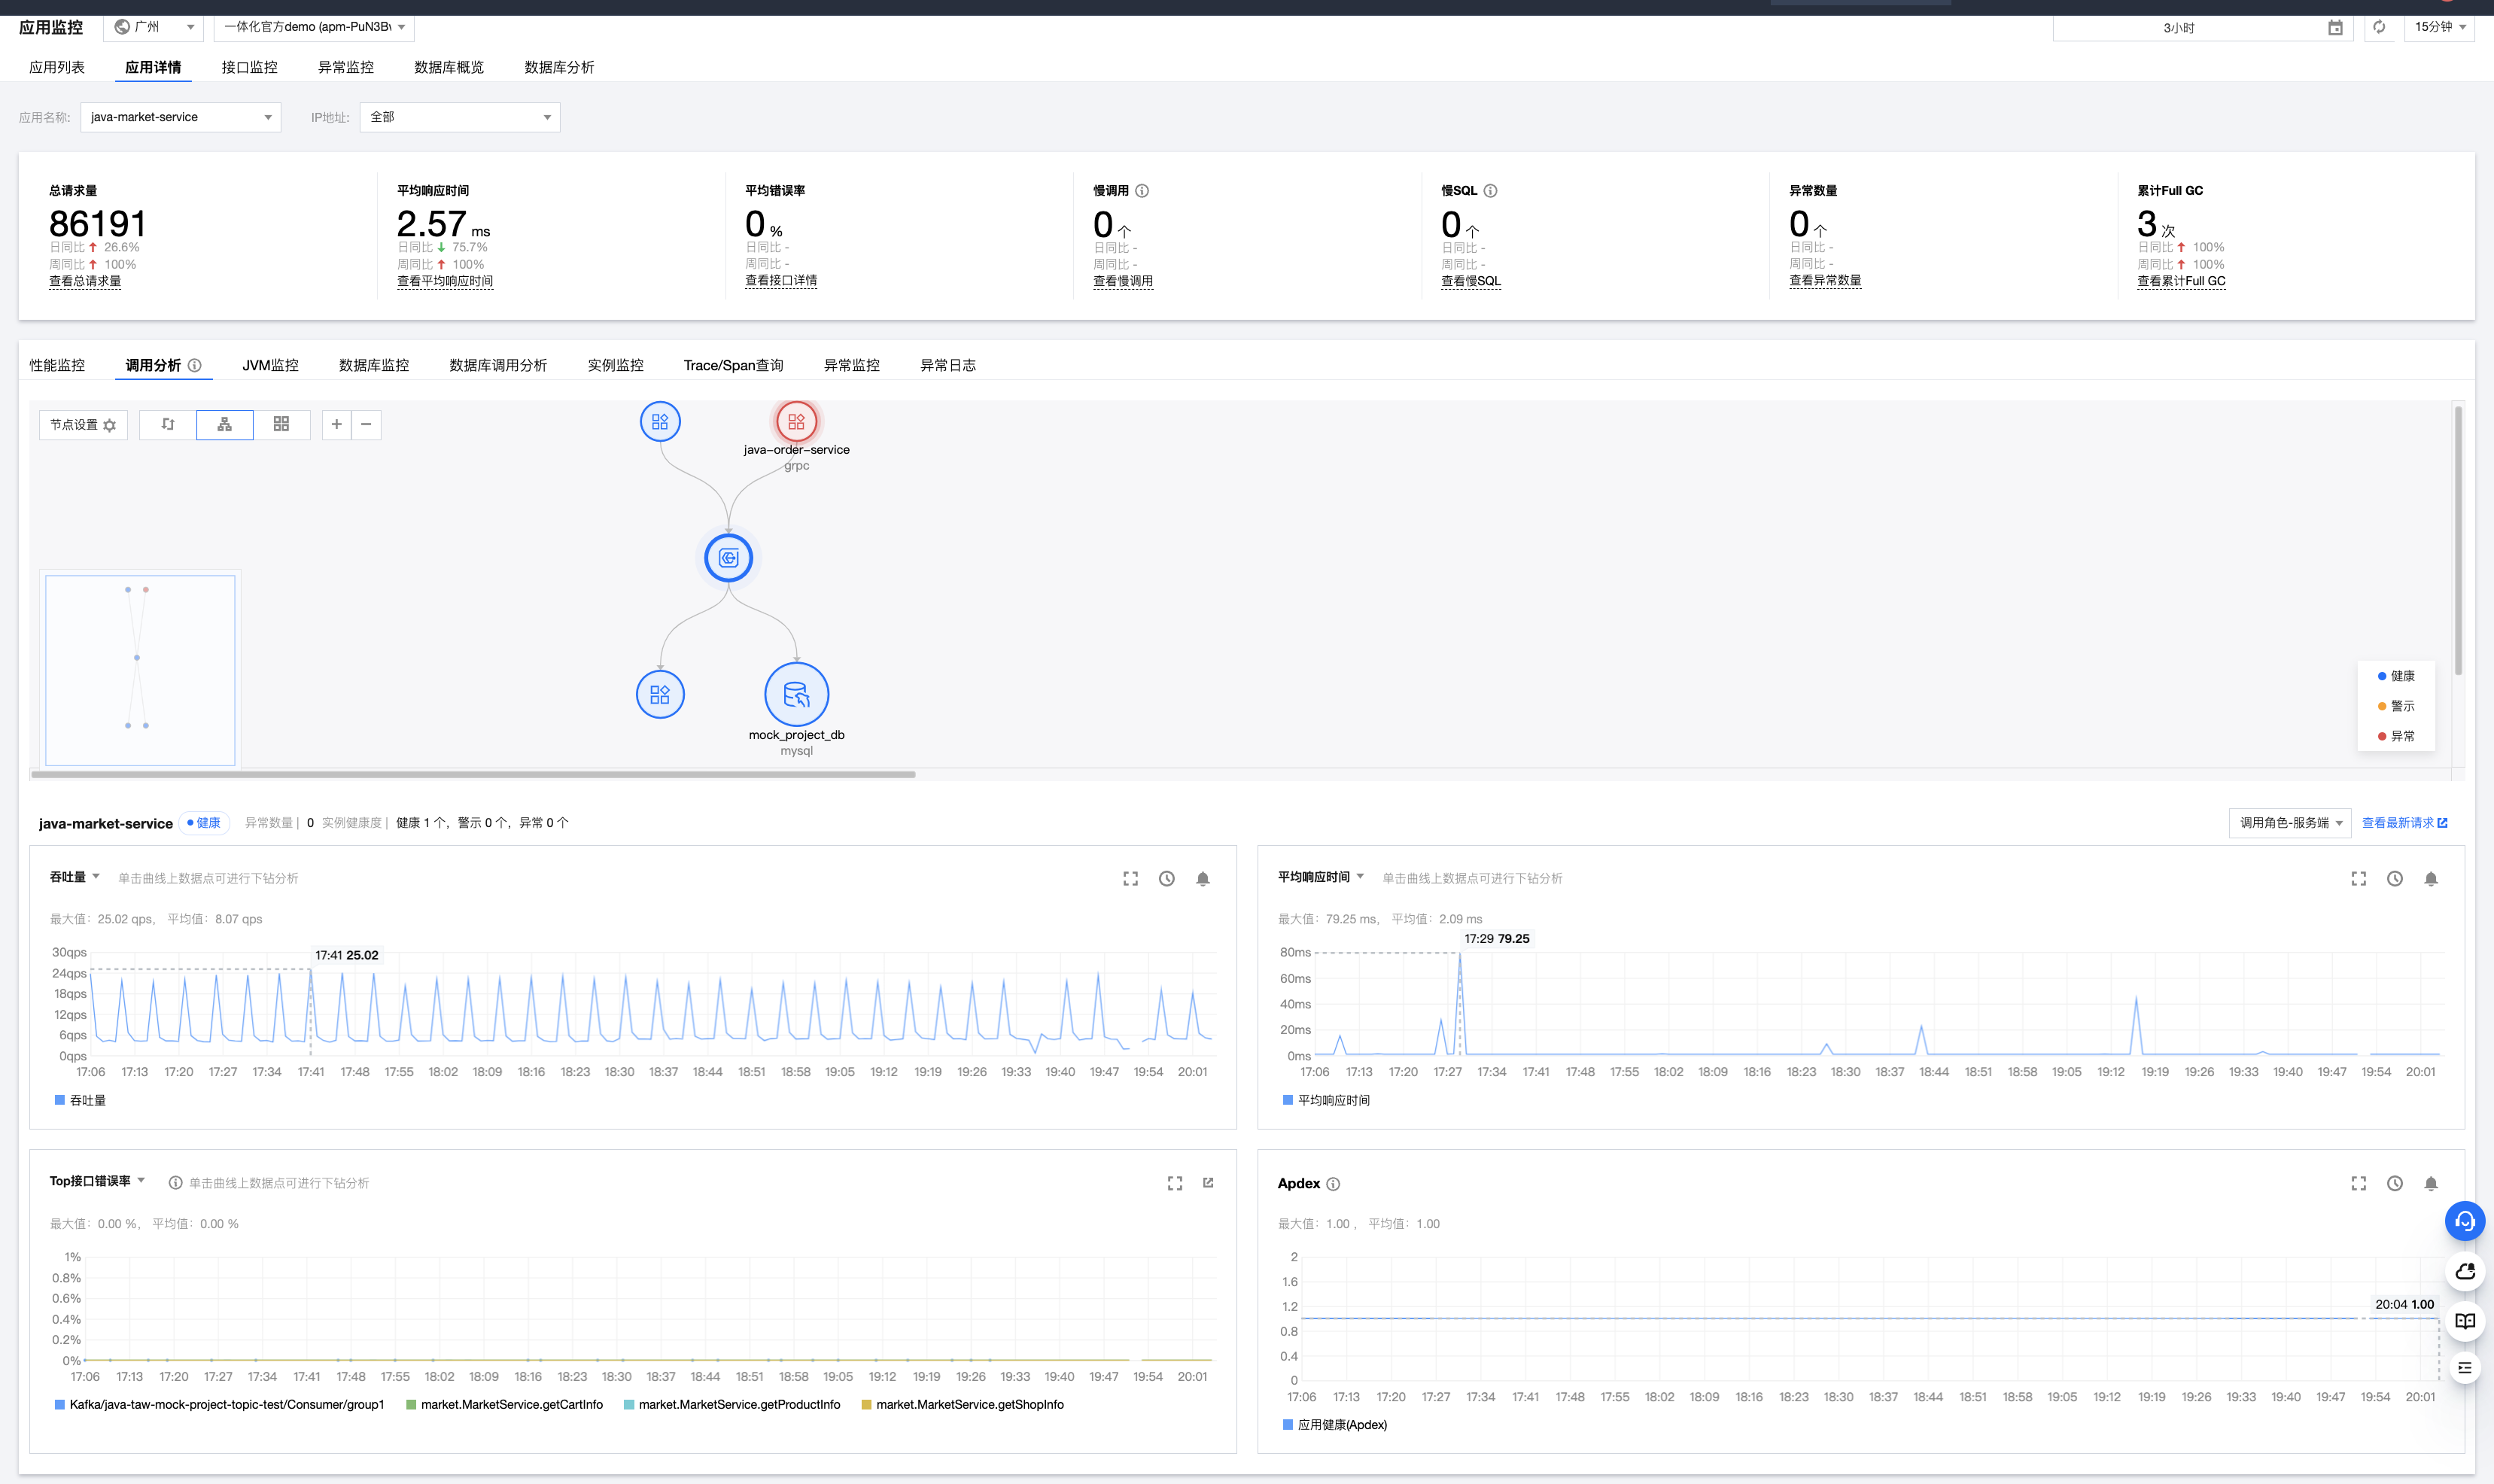 应用监控 广州 一体化官方demo (apm-PuN3B 3小时 15分钟
应用列表 应用详情 接口监控 异常监控 数据库概览 数据库分析
应用名称: java-market-service IP地址: 全部
总请求量
86191
日同比 26.6%
周同比 100%
查看总请求量
平均响应时间
2.57 ms
日同比 75.7%
周同比 100%
查看平均响应时间
平均错误率
0 %
日同比 -
周同比 -
查看接口详情
慢调用
0 个
日同比 -
周同比 -
查看慢调用
慢SQL
0 个
日同比 -
周同比 -
查看慢SQL
异常数量
0 个
日同比 -
周同比 -
查看异常数量
累计Full GC
3 次
日同比 100%
周同比 100%
查看累计Full GC
性能监控 调用分析 JVM监控 数据库监控 数据库调用分析 实例监控 Trace/Span查询 异常监控 异常日志
节点设置
java-order-service
grpc
mock_project_db
mysql
健康
警示
异常
java-market-service 健康 异常数量 | 0 实例健康度 | 健康 1 个，警示 0 个，异常 0 个 调用角色-服务端 查看最新请求
吞吐量 单击曲线上数据点可进行下钻分析
最大值：25.02 qps， 平均值：8.07 qps
17:41 25.02
30qps
24qps
18qps
12qps
6qps
0qps
17:06 17:13 17:20 17:27 17:34 17:41 17:48 17:55 18:02 18:09 18:16 18:23 18:30 18:37 18:44 18:51 18:58 19:05 19:12 19:19 19:26 19:33 19:40 19:47 19:54 20:01
吞吐量
平均响应时间 单击曲线上数据点可进行下钻分析
最大值：79.25 ms， 平均值：2.09 ms
17:29 79.25
80ms
60ms
40ms
20ms
0ms
17:06 17:13 17:20 17:27 17:34 17:41 17:48 17:55 18:02 18:09 18:16 18:23 18:30 18:37 18:44 18:51 18:58 19:05 19:12 19:19 19:26 19:33 19:40 19:47 19:54 20:01
平均响应时间
Top接口错误率 单击曲线上数据点可进行下钻分析
最大值：0.00 %， 平均值：0.00 %
1%
0.8%
0.6%
0.4%
0.2%
0%
17:06 17:13 17:20 17:27 17:34 17:41 17:48 17:55 18:02 18:09 18:16 18:23 18:30 18:37 18:44 18:51 18:58 19:05 19:12 19:19 19:26 19:33 19:40 19:47 19:54 20:01
Kafka/java-taw-mock-project-topic-test/Consumer/group1 market.MarketService.getCartInfo market.MarketService.getProductInfo market.MarketService.getShopInfo
Apdex
最大值：1.00 ， 平均值：1.00
2
1.6
1.2
0.8
0.4
0
20:04 1.00
17:06 17:13 17:20 17:27 17:34 17:41 17:48 17:55 18:02 18:09 18:16 18:23 18:30 18:37 18:44 18:51 18:58 19:05 19:12 19:19 19:26 19:33 19:40 19:47 19:54 20:01
应用健康(Apdex)